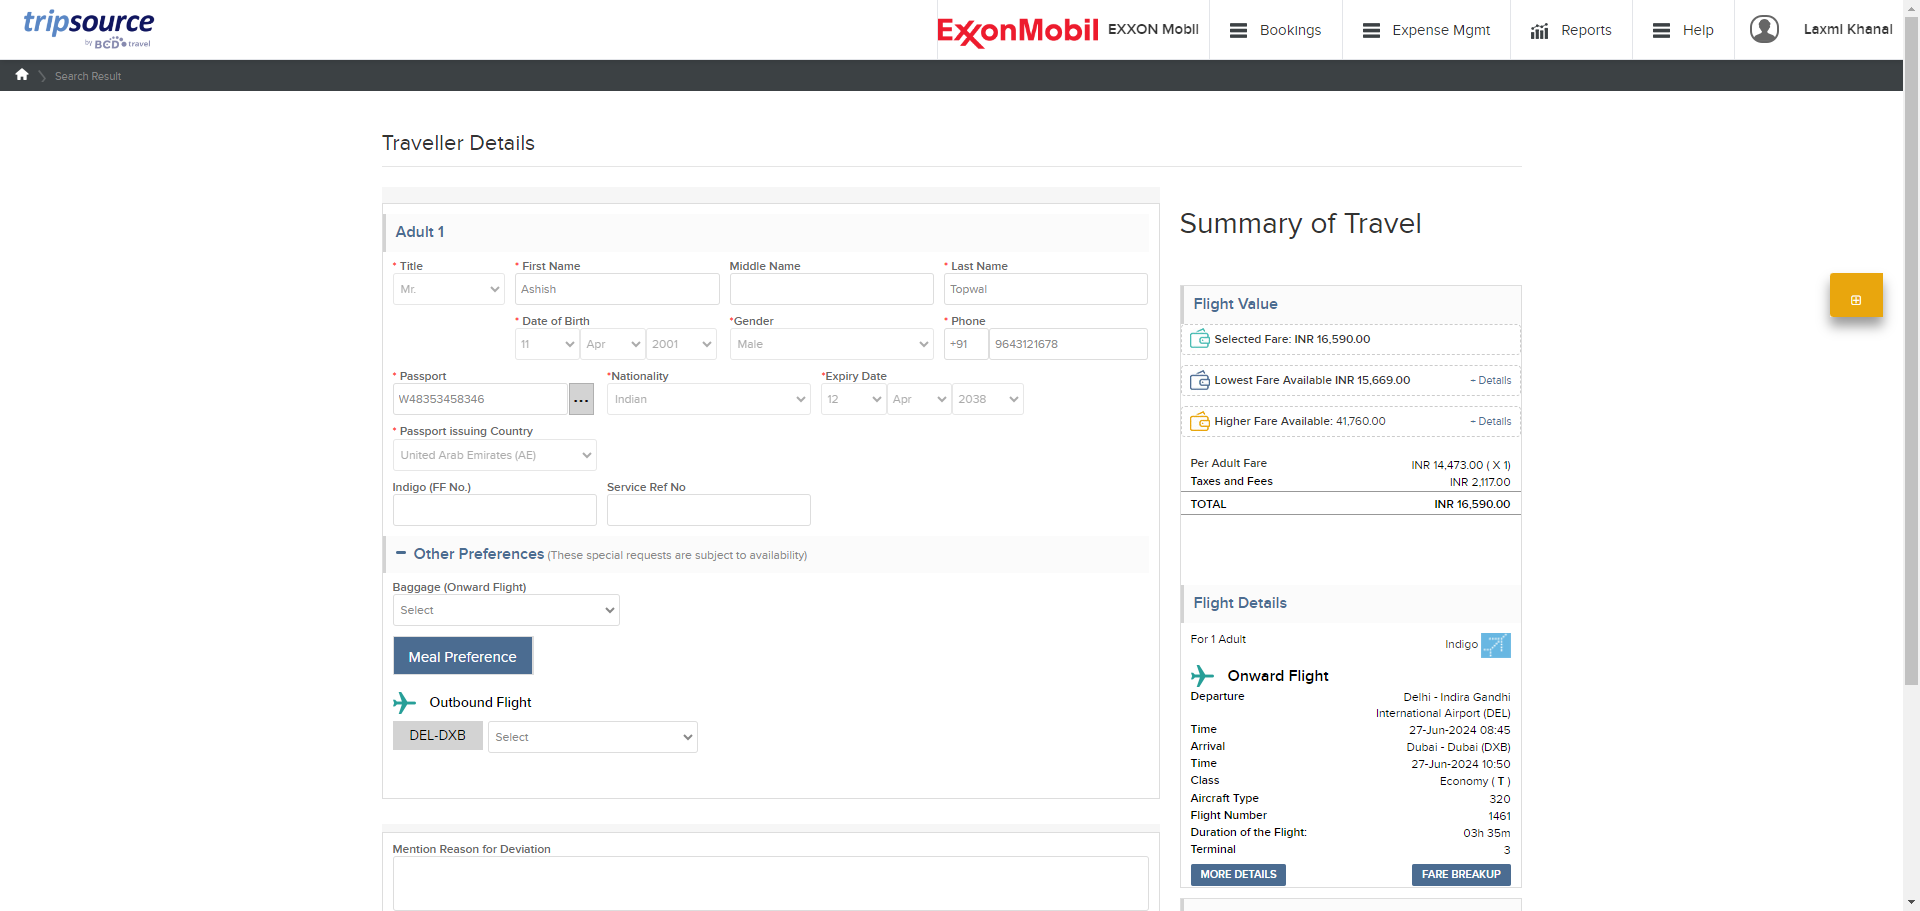 tripsource
by BCD travel
ExxonMobil EXXON Mobil
Bookings
Expense Mgmt
Reports
Help
Laxmi Khanal
Search Result
Traveller Details
Adult 1
* Title
* First Name
Middle Name
* Last Name
Mr.
Ashish
Topwal
* Date of Birth
*Gender
* Phone
11
Apr
2001
Male
+91
9643121678
* Passport
*Nationality
*Expiry Date
W48353458346
...
Indian
12
Apr
2038
* Passport issuing Country
United Arab Emirates (AE)
Indigo (FF No.)
Service Ref No
Other Preferences (These special requests are subject to availability)
Baggage (Onward Flight)
Select
Meal Preference
Outbound Flight
DEL-DXB
Select
Mention Reason for Deviation
Summary of Travel
Flight Value
Selected Fare: INR 16,590.00
Lowest Fare Available INR 15,669.00 + Details
Higher Fare Available: 41,760.00 + Details
Per Adult Fare INR 14,473.00 ( X 1)
Taxes and Fees INR 2,117.00
TOTAL INR 16,590.00
Flight Details
For 1 Adult Indigo
Onward Flight
Departure Delhi - Indira Gandhi
International Airport (DEL)
Time 27-Jun-2024 08:45
Arrival Dubai - Dubai (DXB)
Time 27-Jun-2024 10:50
Class Economy ( T )
Aircraft Type 320
Flight Number 1461
Duration of the Flight: 03h 35m
Terminal 3
MORE DETAILS
FARE BREAKUP